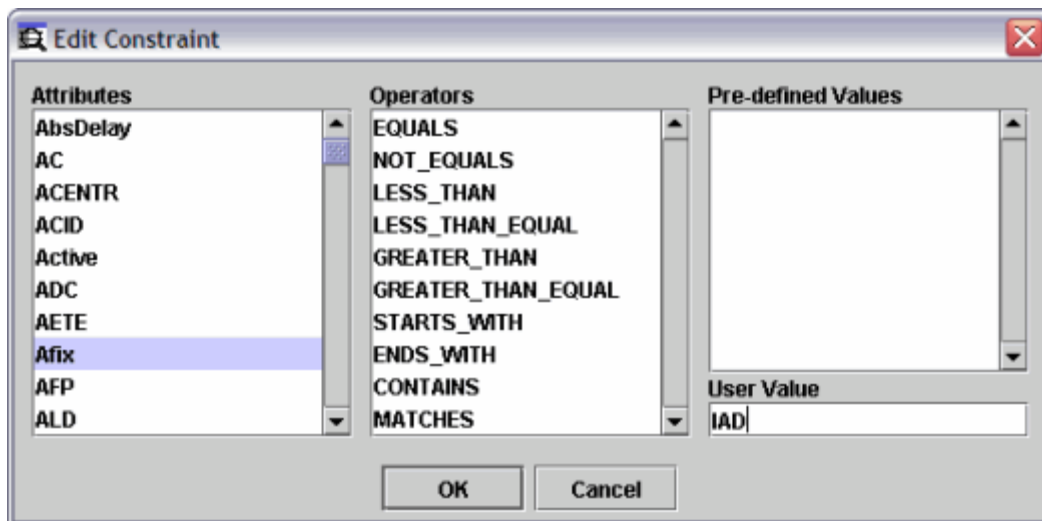 Edit Constraint
Attributes
AbsDelay
AC
ACENTR
ACID
Active
ADC
AETE
Afix
AFP
ALD
Operators
EQUALS
NOT_EQUALS
LESS_THAN
LESS_THAN_EQUAL
GREATER_THAN
GREATER_THAN_EQUAL
STARTS_WITH
ENDS_WITH
CONTAINS
MATCHES
Pre-defined Values
User Value
IAD
OK
Cancel